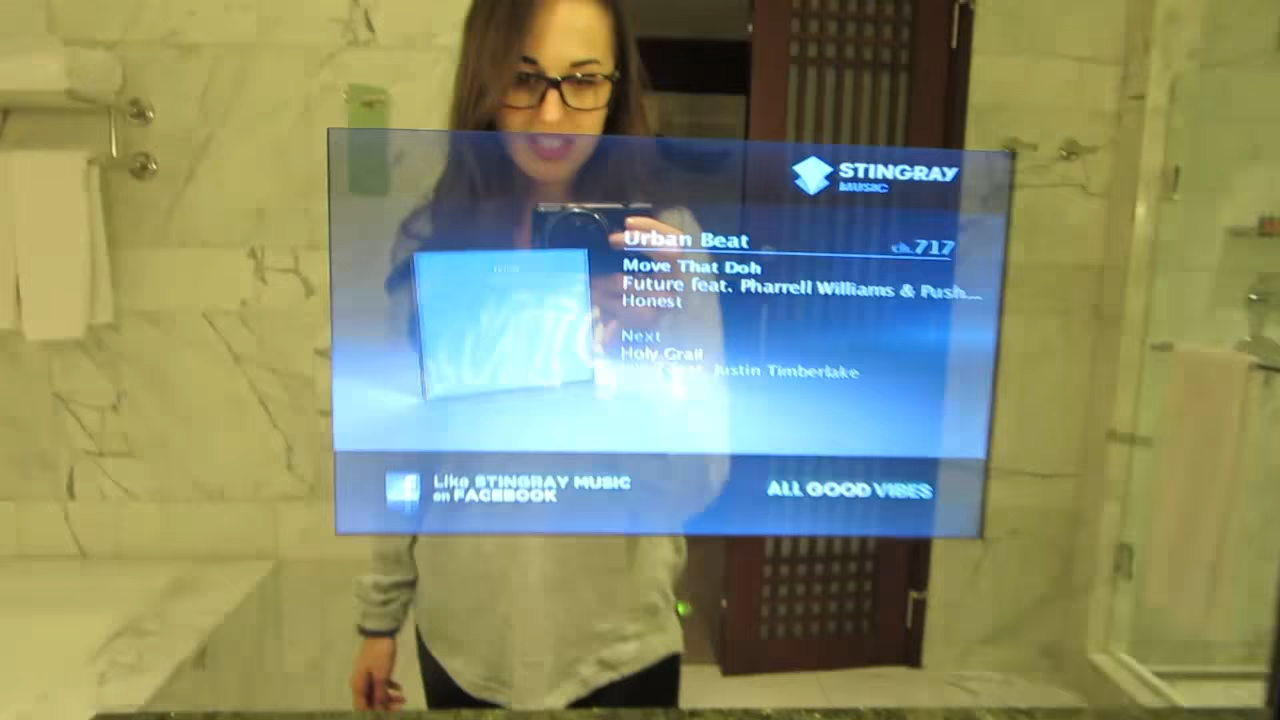 STINGRAY
MUSIC
Urban Beat
ch.717
Move That Doh
Future feat. Pharrell Williams & Push...
Honest
Next
Holy Grail
feat. Justin Timberlake
Like STINGRAY MUSIC
on FACEBOOK
ALL GOOD VIBES